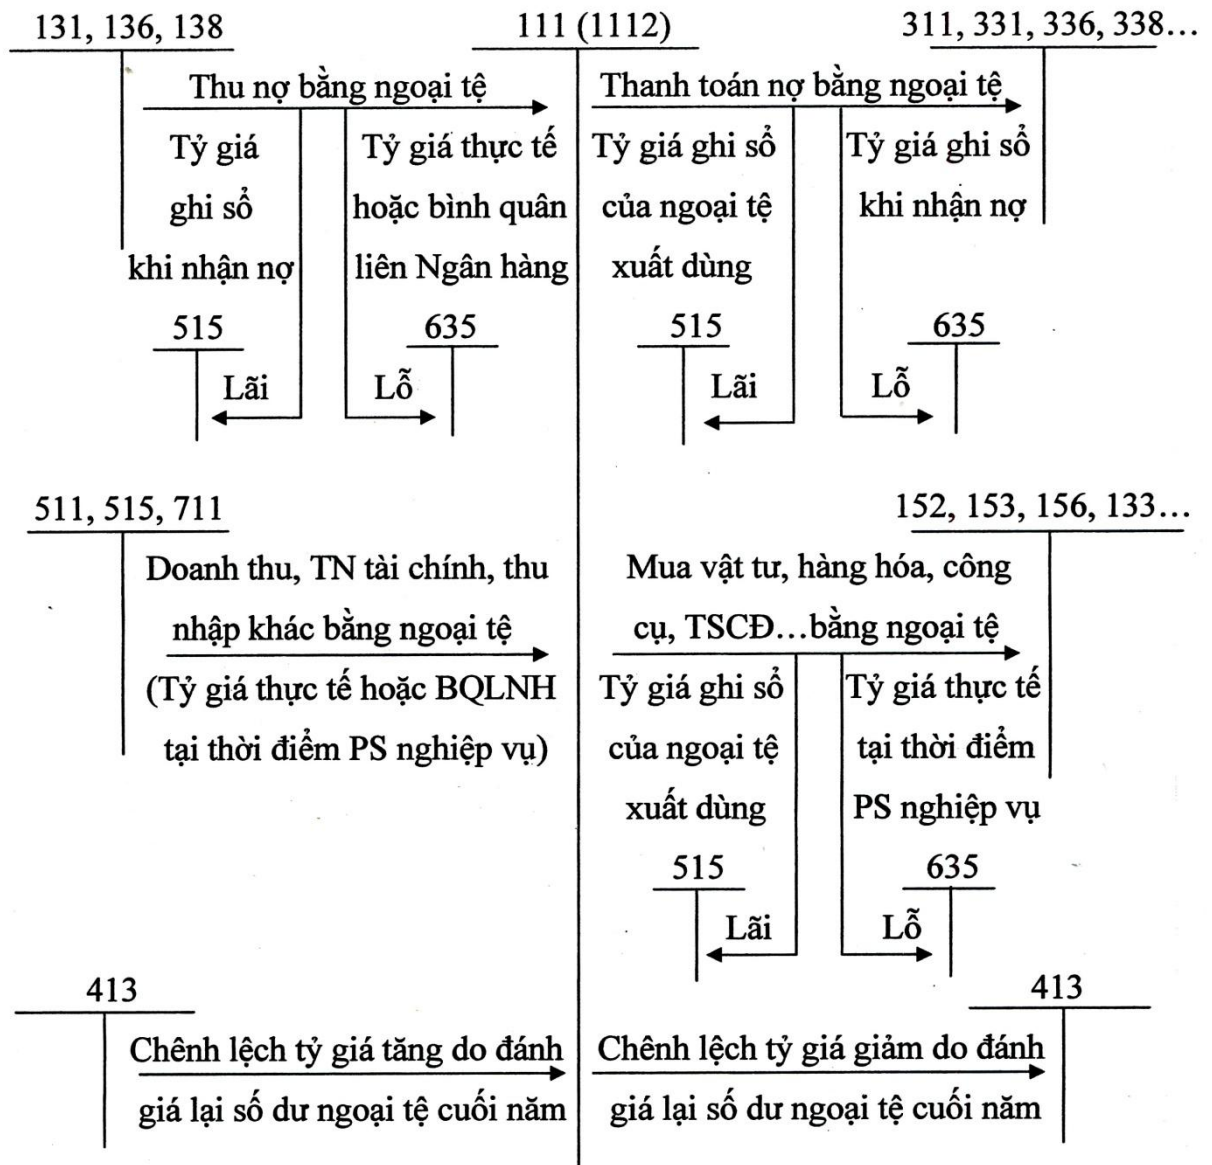 131, 136, 138
111 (1112)
311, 331, 336, 338...
Thu nợ bằng ngoại tệ
Tỷ giá
ghi sổ
khi nhận nợ
Tỷ giá thực tế
hoặc bình quân
liên Ngân hàng
515
Lãi
635
Lỗ
Thanh toán nợ bằng ngoại tệ
Tỷ giá ghi sổ
của ngoại tệ
xuất dùng
Tỷ giá ghi sổ
khi nhận nợ
515
Lãi
635
Lỗ
511, 515, 711
Doanh thu, TN tài chính, thu
nhập khác bằng ngoại tệ
(Tỷ giá thực tế hoặc BQLNH
tại thời điểm PS nghiệp vụ)
152, 153, 156, 133...
Mua vật tư, hàng hóa, công
cụ, TSCĐ...bằng ngoại tệ
Tỷ giá ghi sổ
của ngoại tệ
xuất dùng
Tỷ giá thực tế
tại thời điểm
PS nghiệp vụ
515
Lãi
635
Lỗ
413
Chênh lệch tỷ giá tăng do đánh
giá lại số dư ngoại tệ cuối năm
413
Chênh lệch tỷ giá giảm do đánh
giá lại số dư ngoại tệ cuối năm